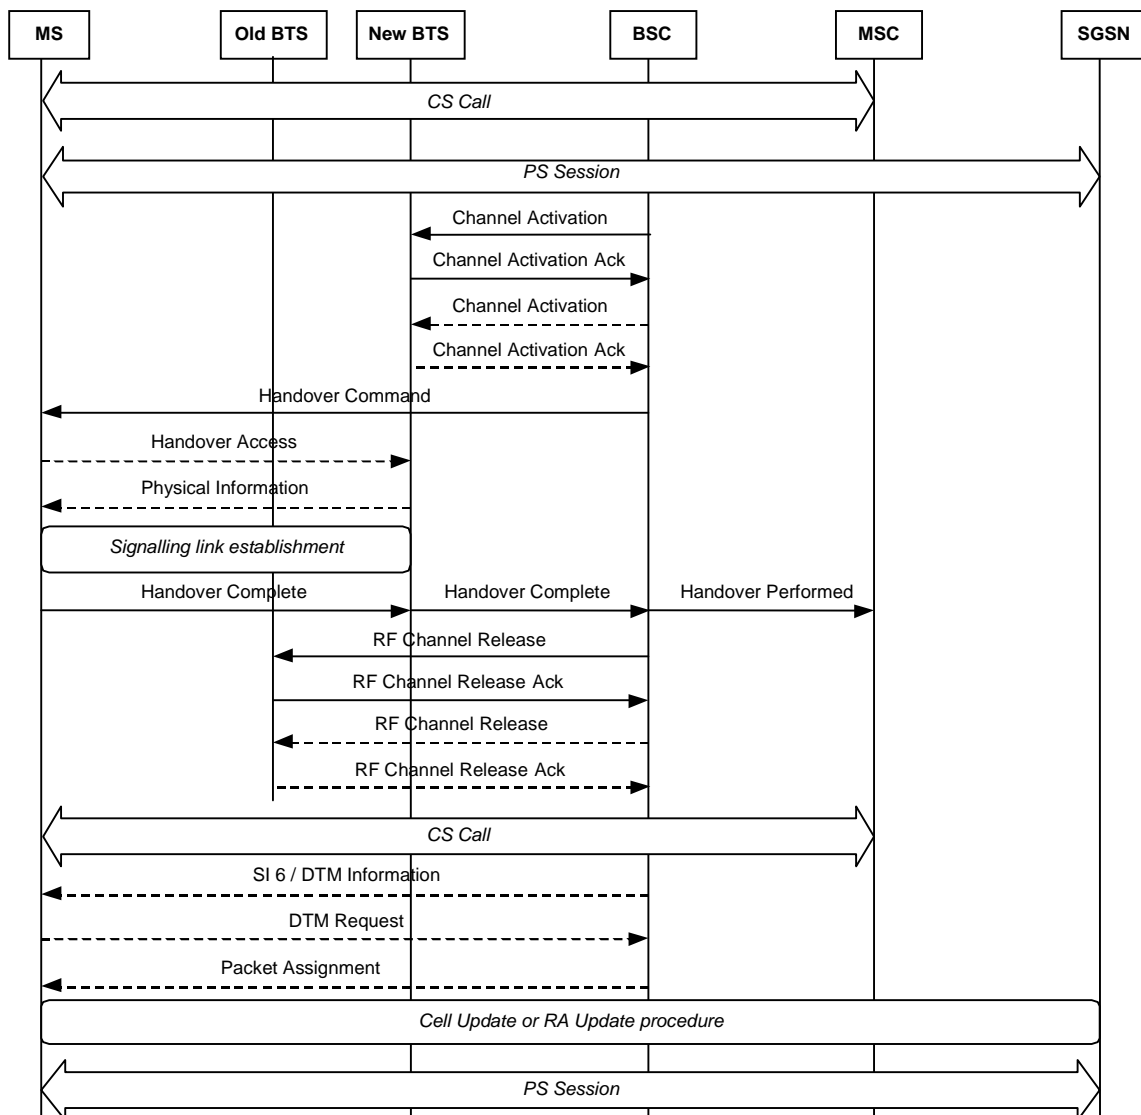 MS Old BTS New BTS BSC MSC SGSN
CS Call
PS Session
Channel Activation
Channel Activation Ack
Channel Activation
Channel Activation Ack
Handover Command
Handover Access
Physical Information
Signalling link establishment
Handover Complete Handover Complete Handover Performed
RF Channel Release
RF Channel Release Ack
RF Channel Release
RF Channel Release Ack
CS Call
SI 6 / DTM Information
DTM Request
Packet Assignment
Cell Update or RA Update procedure
PS Session